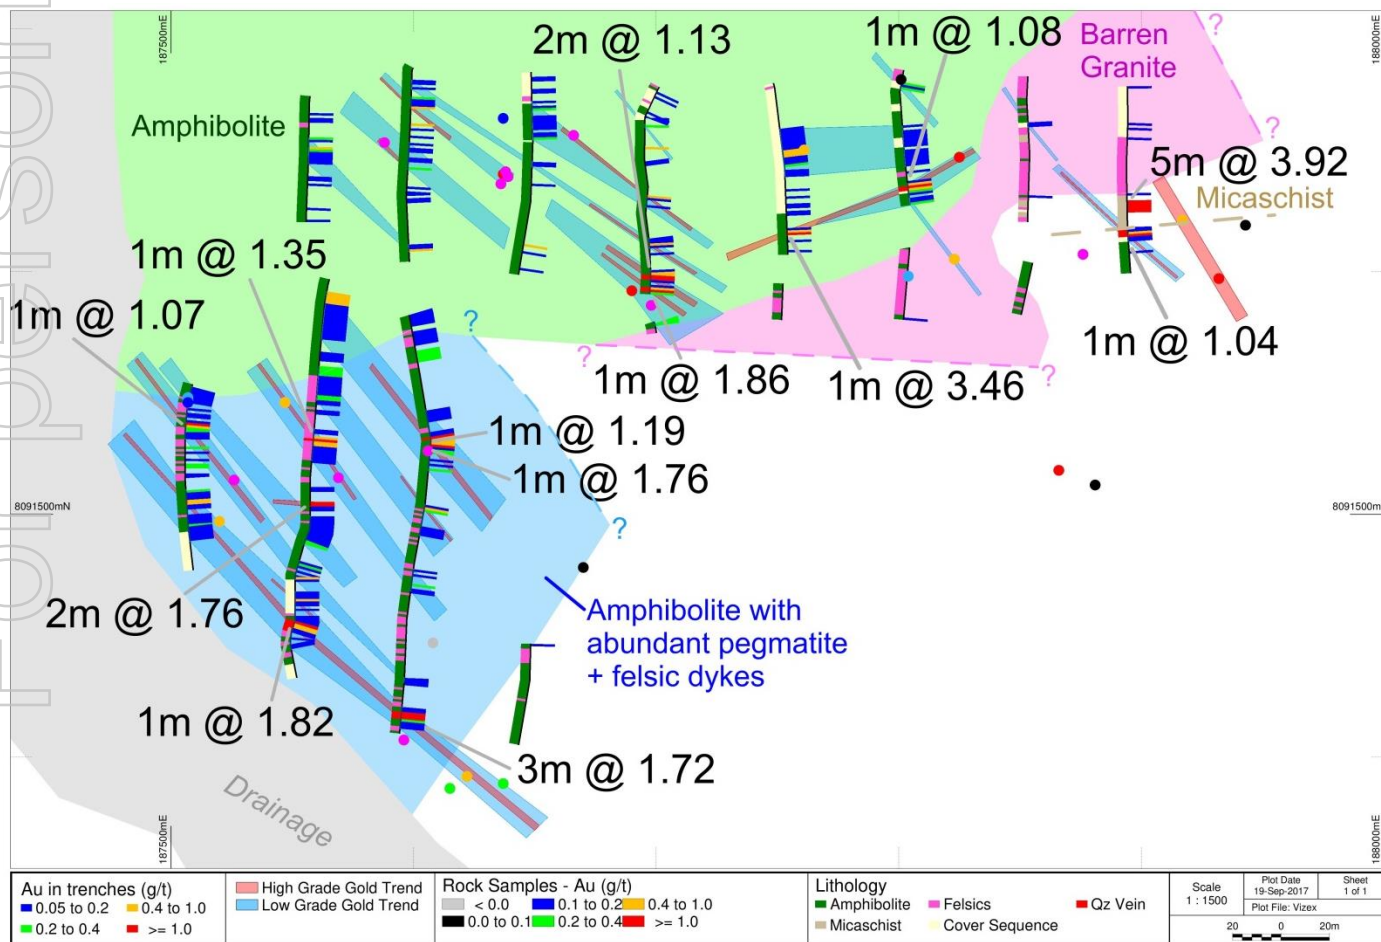 For personal use
187500mE
188000mE
2m @ 1.13
1m @ 1.08
Barren
Granite
?
?
Amphibolite
5m @ 3.92
Micaschist
1m @ 1.35
1m @ 1.07
?
?
1m @ 1.86
1m @ 3.46
1m @ 1.04
?
1m @ 1.19
1m @ 1.76
8091500mN
8091500m
?
2m @ 1.76
Amphibolite with
abundant pegmatite
+ felsic dykes
1m @ 1.82
3m @ 1.72
Drainage
187500mE
188000mE
Au in trenches (g/t)
0.05 to 0.2
0.4 to 1.0
0.2 to 0.4
>= 1.0
High Grade Gold Trend
Low Grade Gold Trend
Rock Samples - Au (g/t)
< 0.0
0.1 to 0.2
0.4 to 1.0
0.0 to 0.1
0.2 to 0.4
>= 1.0
Lithology
Amphibolite
Felsics
Qz Vein
Micaschist
Cover Sequence
Scale
1 : 1500
Plot Date
19-Sep-2017
Sheet
1 of 1
Plot File: Vizex
20
0
20m